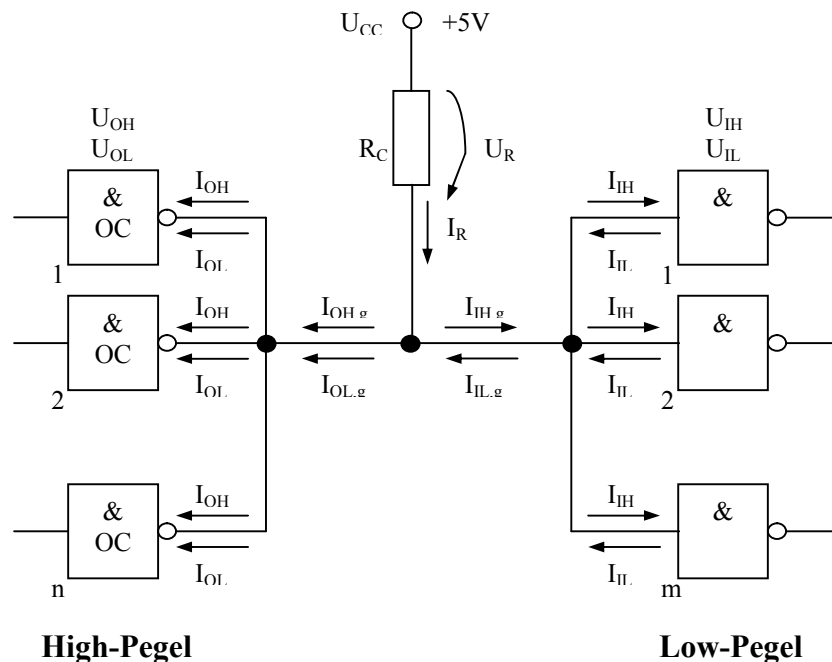 U_CC +5V
U_OH
U_OL
R_C
U_R
U_IH
U_IL
&
OC
I_OH
I_IH
&
I_R
1
I_OL
I_IL
1
&
OC
I_OH
I_OH,g
I_IH,g
I_IH
&
2
I_OL
I_OL,g
I_IL,g
I_IL
2
&
OC
I_OH
I_IH
&
n
I_OL
I_IL
m
High-Pegel
Low-Pegel